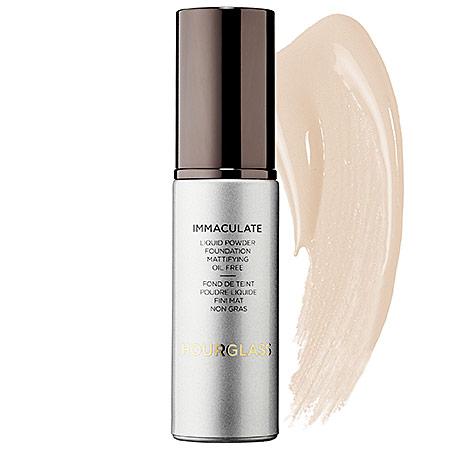 IMMACULATE
LIQUID POWDER
FOUNDATION
MATTIFYING
OIL FREE
FOND DE TEINT
POUDRE LIQUIDE
FINI MAT
NON GRAS
HOURGLASS